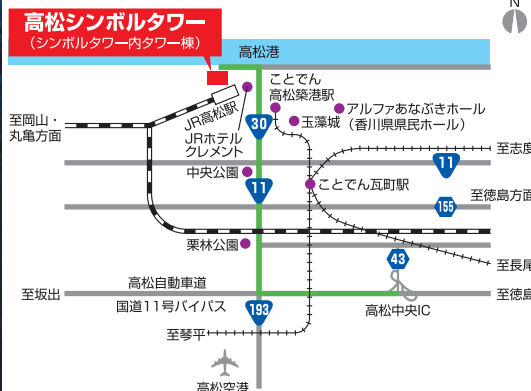 N
高松シンボルタワー
（シンボルタワー内タワー棟）
高松港
ことでん
高松築港駅
JR高松駅
アルファあなぶきホール
（香川県県民ホール）
玉藻城
至岡山・
丸亀方面
30
JRホテル
クレメント
至志度
11
中央公園
11
ことでん瓦町駅
至徳島方面
155
栗林公園
43
至長尾
高松自動車道
至坂出
至徳島
国道11号バイパス
193
高松中央IC
至琴平
高松空港